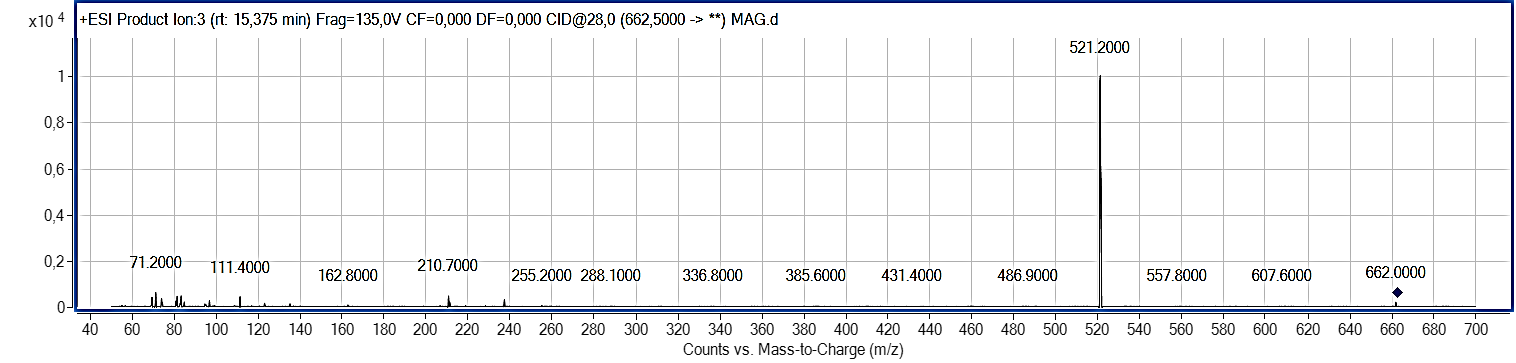 +ESI Product Ion:3 (rt: 15,375 min) Frag=135,0V CF=0,000 DF=0,000 CID@28,0 (662,5000 -> **) MAG.d
x10 4
521.2000
1
0,8
0,6
0,4
0,2
0
71.2000 111.4000 162.8000 210.7000 255.2000 288.1000 336.8000 385.6000 431.4000 486.9000 557.8000 607.6000 662.0000
40 60 80 100 120 140 160 180 200 220 240 260 280 300 320 340 360 380 400 420 440 460 480 500 520 540 560 580 600 620 640 660 680 700
Counts vs. Mass-to-Charge (m/z)